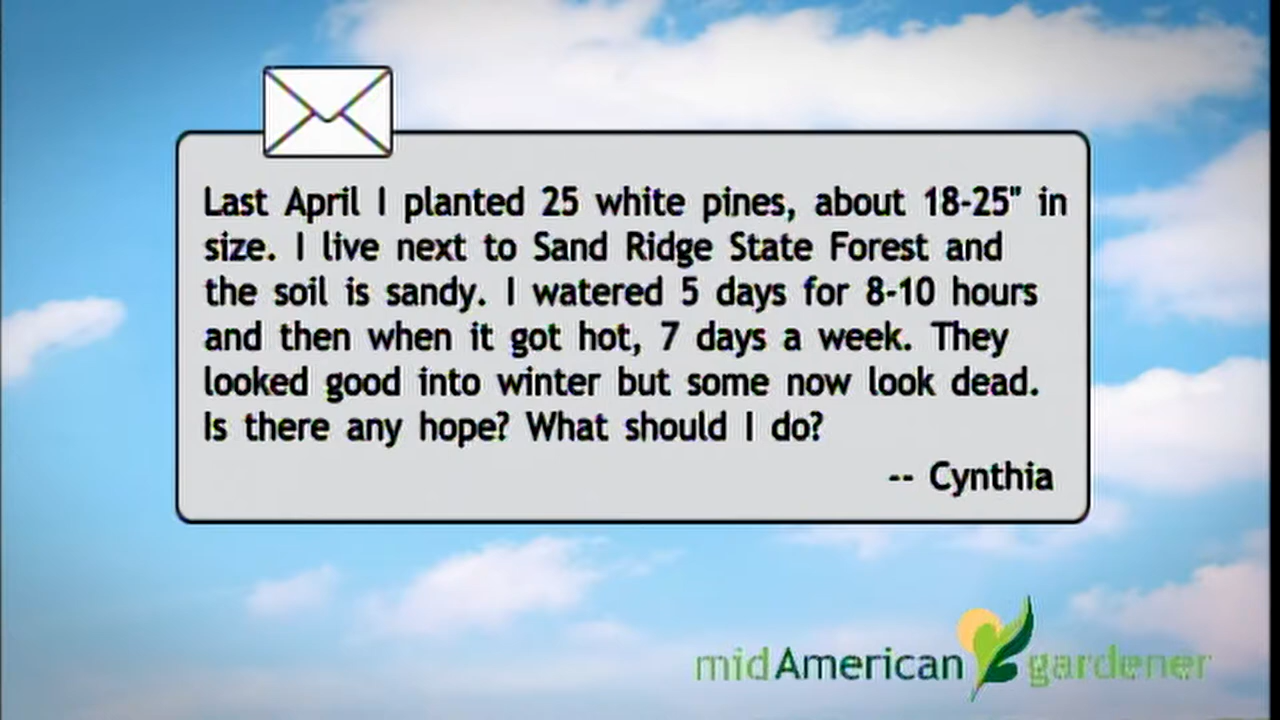 Last April I planted 25 white pines, about 18-25" in
size. I live next to Sand Ridge State Forest and
the soil is sandy. I watered 5 days for 8-10 hours
and then when it got hot, 7 days a week. They
looked good into winter but some now look dead.
Is there any hope? What should I do?
-- Cynthia
midAmerican gardener